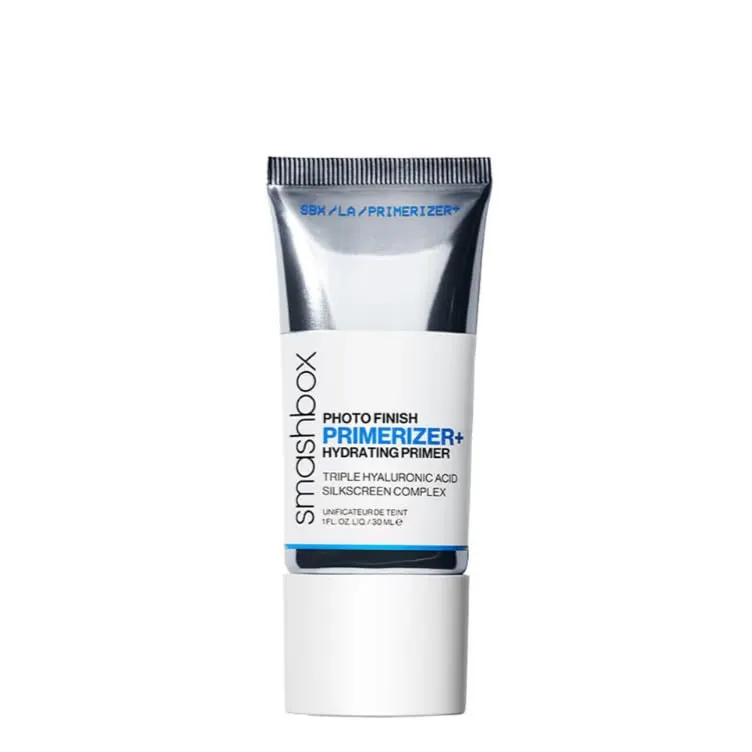 SBX/LA/PRIMERIZER+
smashbox
PHOTO FINISH
PRIMERIZER+
HYDRATING PRIMER
TRIPLE HYALURONIC ACID
SILKSCREEN COMPLEX
UNIFICATEUR DE TEINT
1 FL. OZ. LIQ. / 30 ML ℮